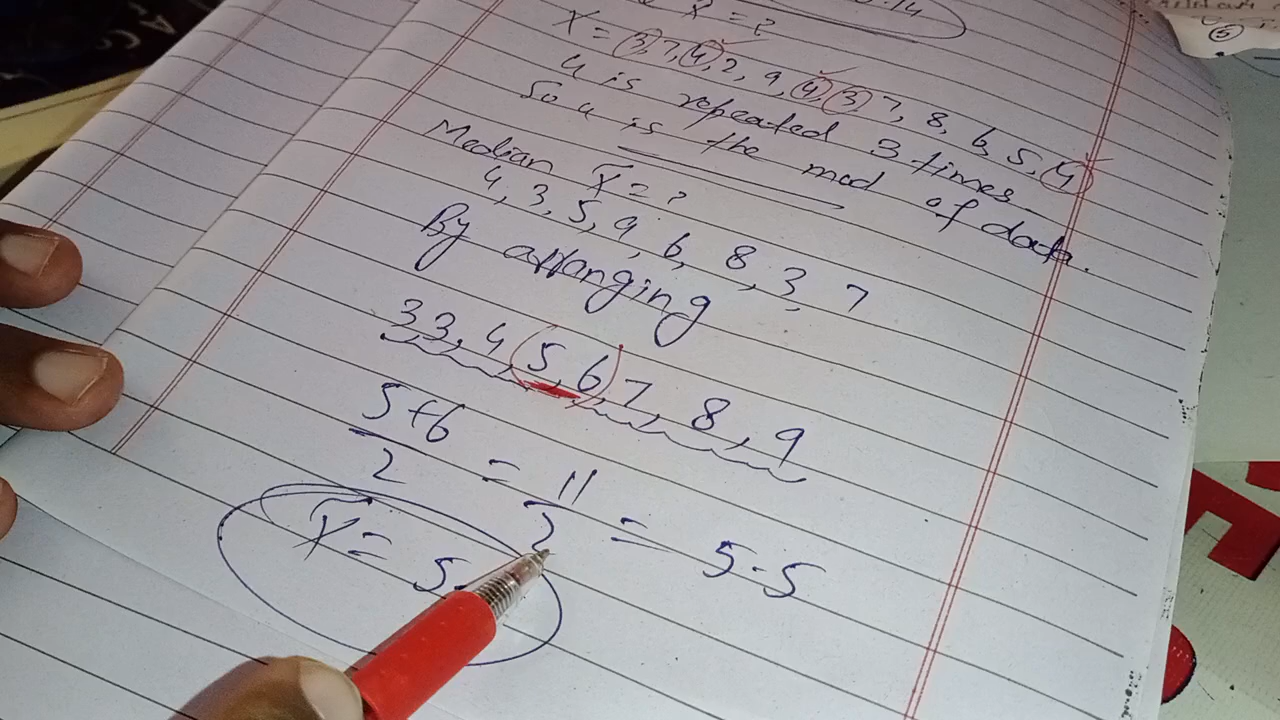 X = 3, 7, 4, 2, 9, 4, 3, 7, 8, 6, 5, 4
4 is repeated 3 times
So 4 is the mod of data.
Median x̃ = ?
4, 3, 5, 9, 6, 8, 3, 7
By arranging
3 3, 4, (5, 6), 7, 8, 9
5+6/2 = 11/2 = 5.5
x̃ = 5.